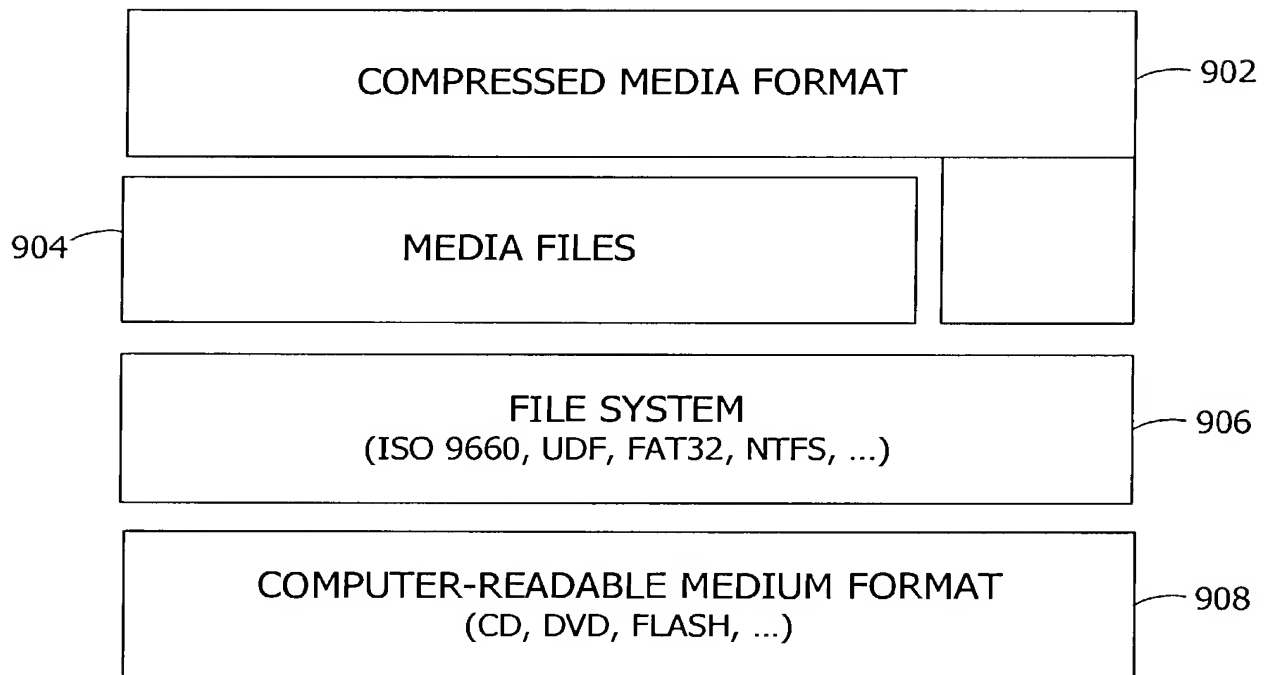 COMPRESSED MEDIA FORMAT
902
904
MEDIA FILES
FILE SYSTEM
(ISO 9660, UDF, FAT32, NTFS, ...)
906
COMPUTER-READABLE MEDIUM FORMAT
(CD, DVD, FLASH, ...)
908